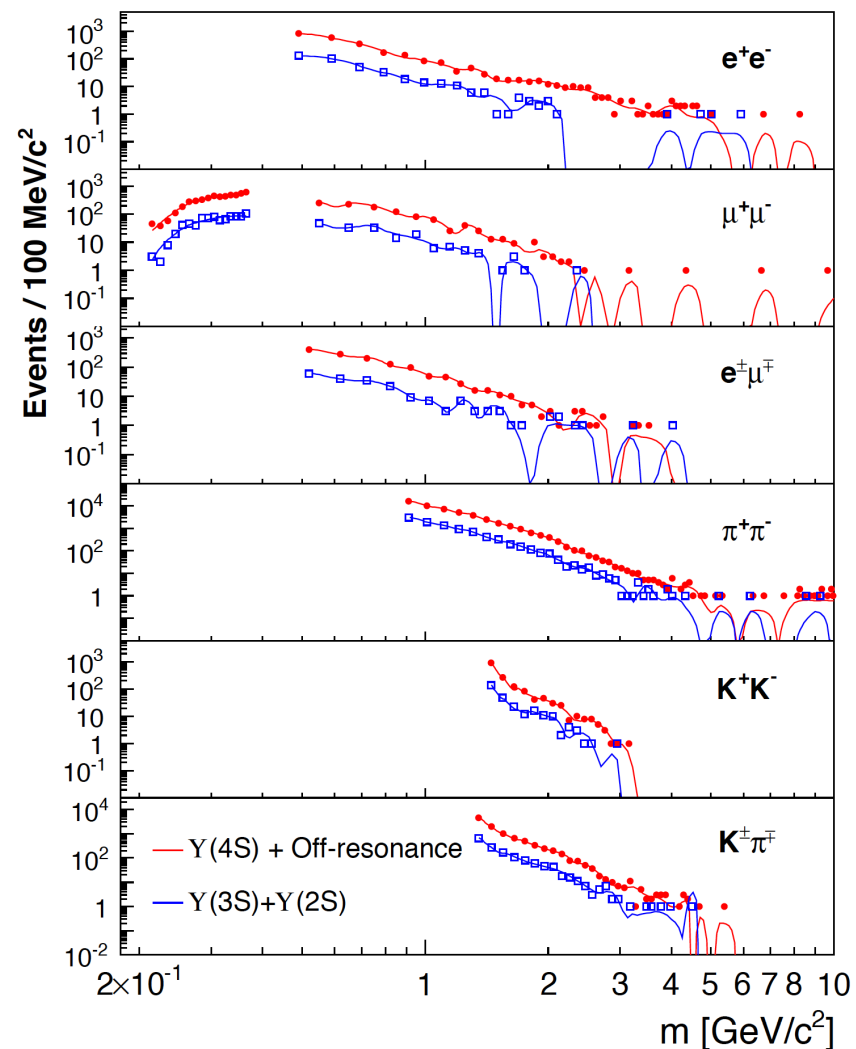 Events / 100 MeV/c²
10³
10²
10
1
10⁻¹
e⁺e⁻
10³
10²
10
1
10⁻¹
μ⁺μ⁻
10³
10²
10
1
10⁻¹
e±μ∓
10⁴
10²
1
π⁺π⁻
10³
10²
10
1
10⁻¹
K⁺K⁻
10⁴
10²
1
10⁻²
K±π∓
ϒ(4S) + Off-resonance
ϒ(3S)+ϒ(2S)
2×10⁻¹ 1 2 3 4 5 6 7 8 10
m [GeV/c²]